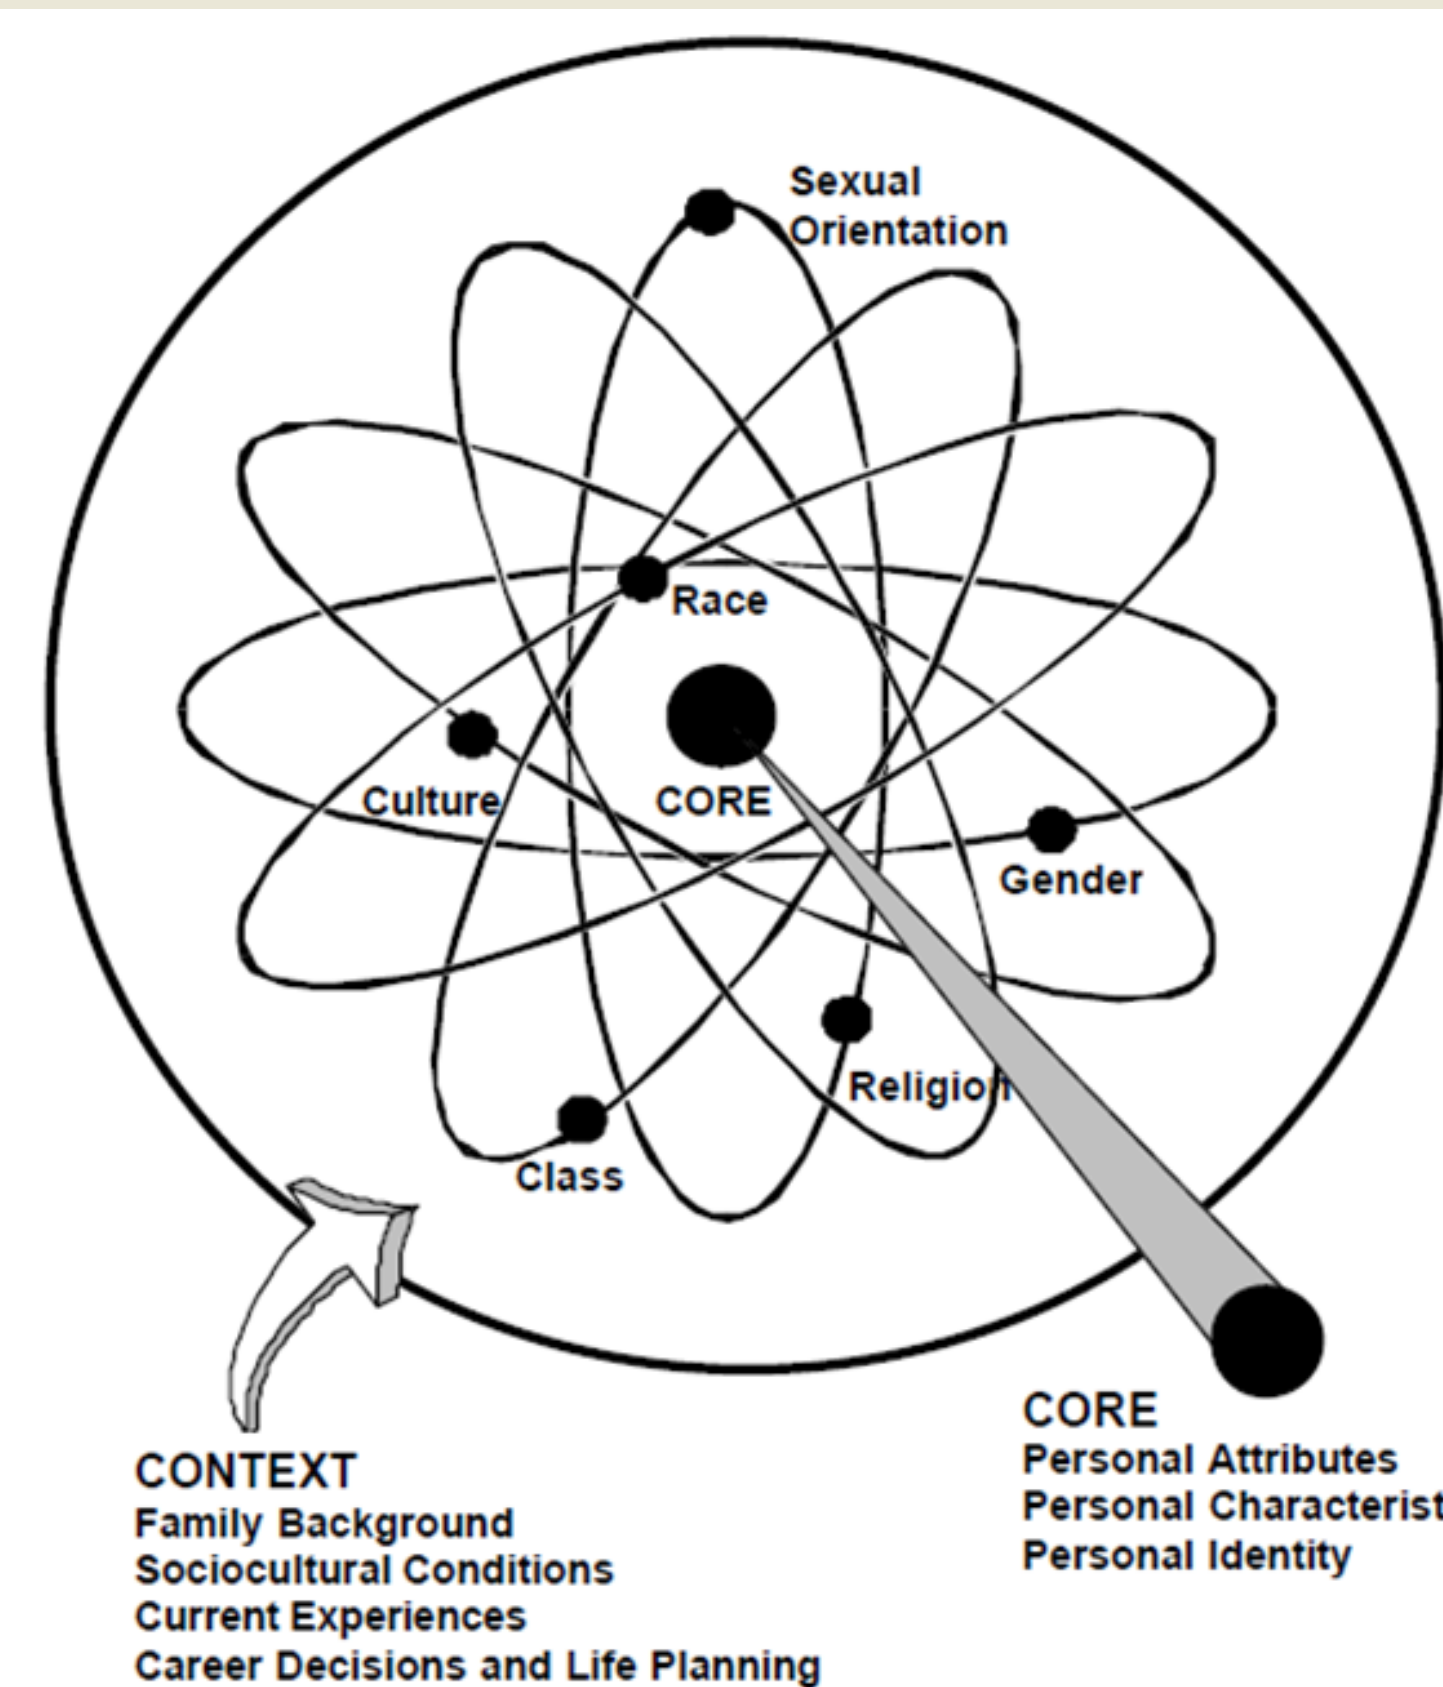 Sexual
Orientation
Race
Culture
CORE
Gender
Religion
Class
CONTEXT
Family Background
Sociocultural Conditions
Current Experiences
Career Decisions and Life Planning
CORE
Personal Attributes
Personal Characterist
Personal Identity